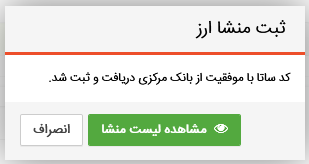 ثبت منشا ارز
کد ساتا با موفقیت از بانک مرکزی دریافت و ثبت شد.
مشاهده لیست منشا
انصراف